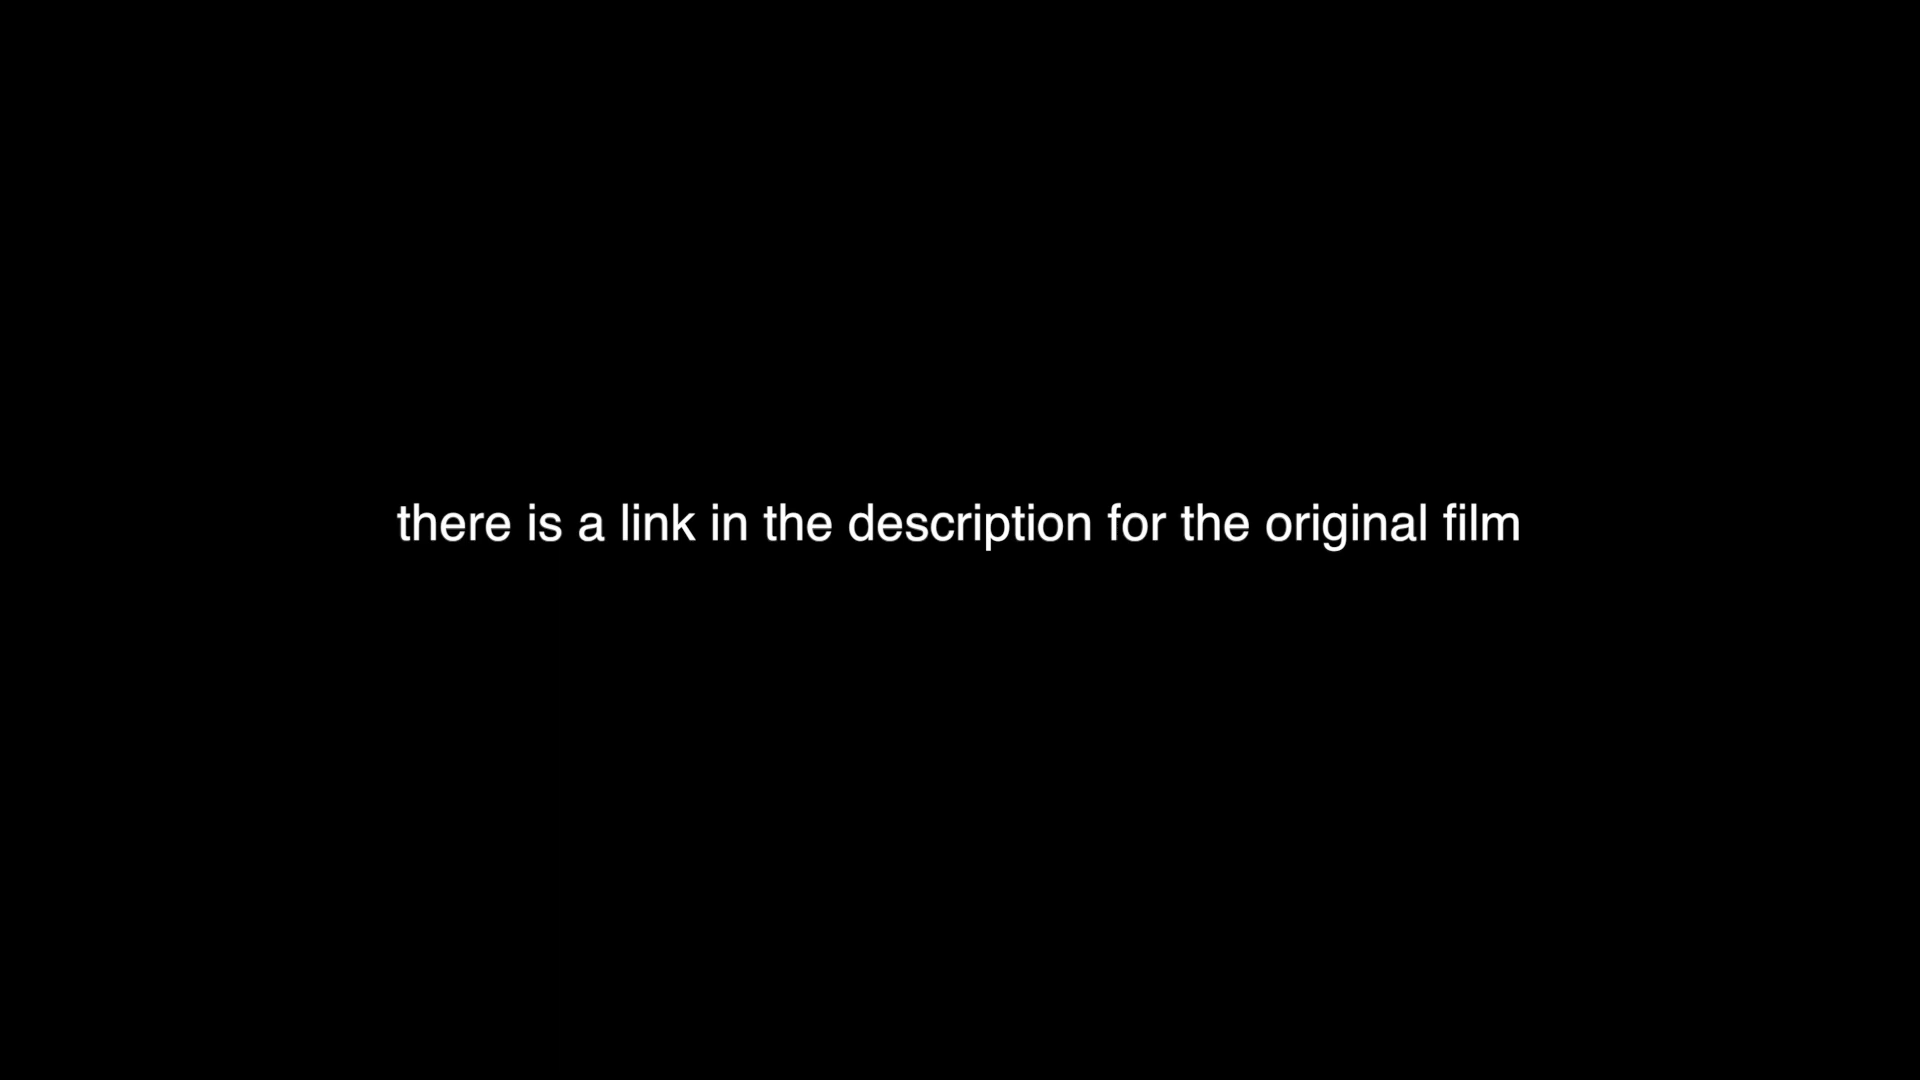 there is a link in the description for the original film